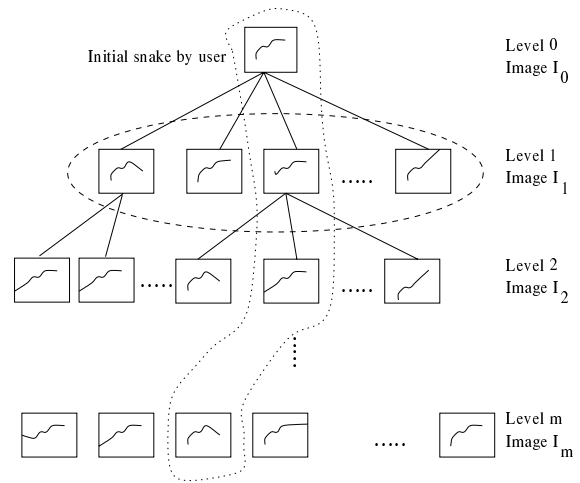 Initial snake by user
Level 0
Image I0
Level 1
Image I1
.....
Level 2
Image I2
.....
.....
Level m
Image Im
.....